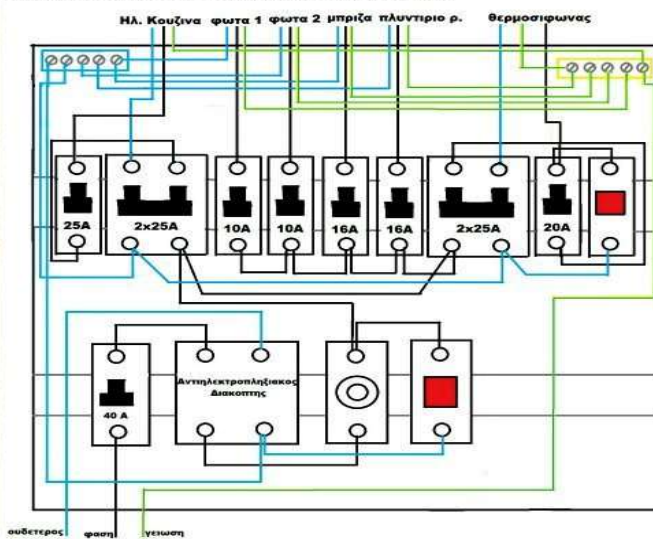 Ηλ. Κουζινα φωτα 1 φωτα 2 μπριζα πλυντιριο ρ. θερμοσιφωνας
25A 2x25A 10A 10A 16A 16A 2x25A 20A
Αντιηλεκτροπληξιακος
Διακοπτης
40 A
ουδετερος φαση γειωση